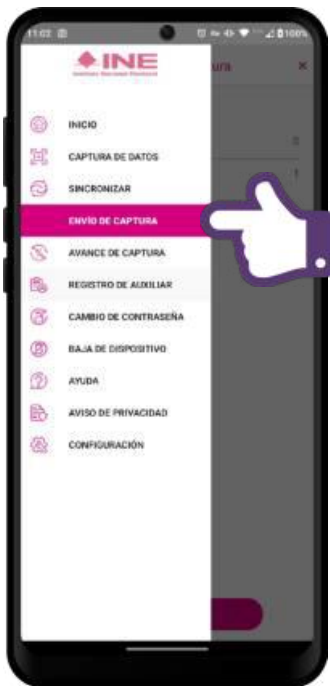 11:02
100%
INE
Instituto Nacional Electoral
ura
×
INICIO
CAPTURA DE DATOS
SINCRONIZAR
ENVÍO DE CAPTURA
AVANCE DE CAPTURA
REGISTRO DE AUXILIAR
CAMBIO DE CONTRASEÑA
BAJA DE DISPOSITIVO
AYUDA
AVISO DE PRIVACIDAD
CONFIGURACIÓN